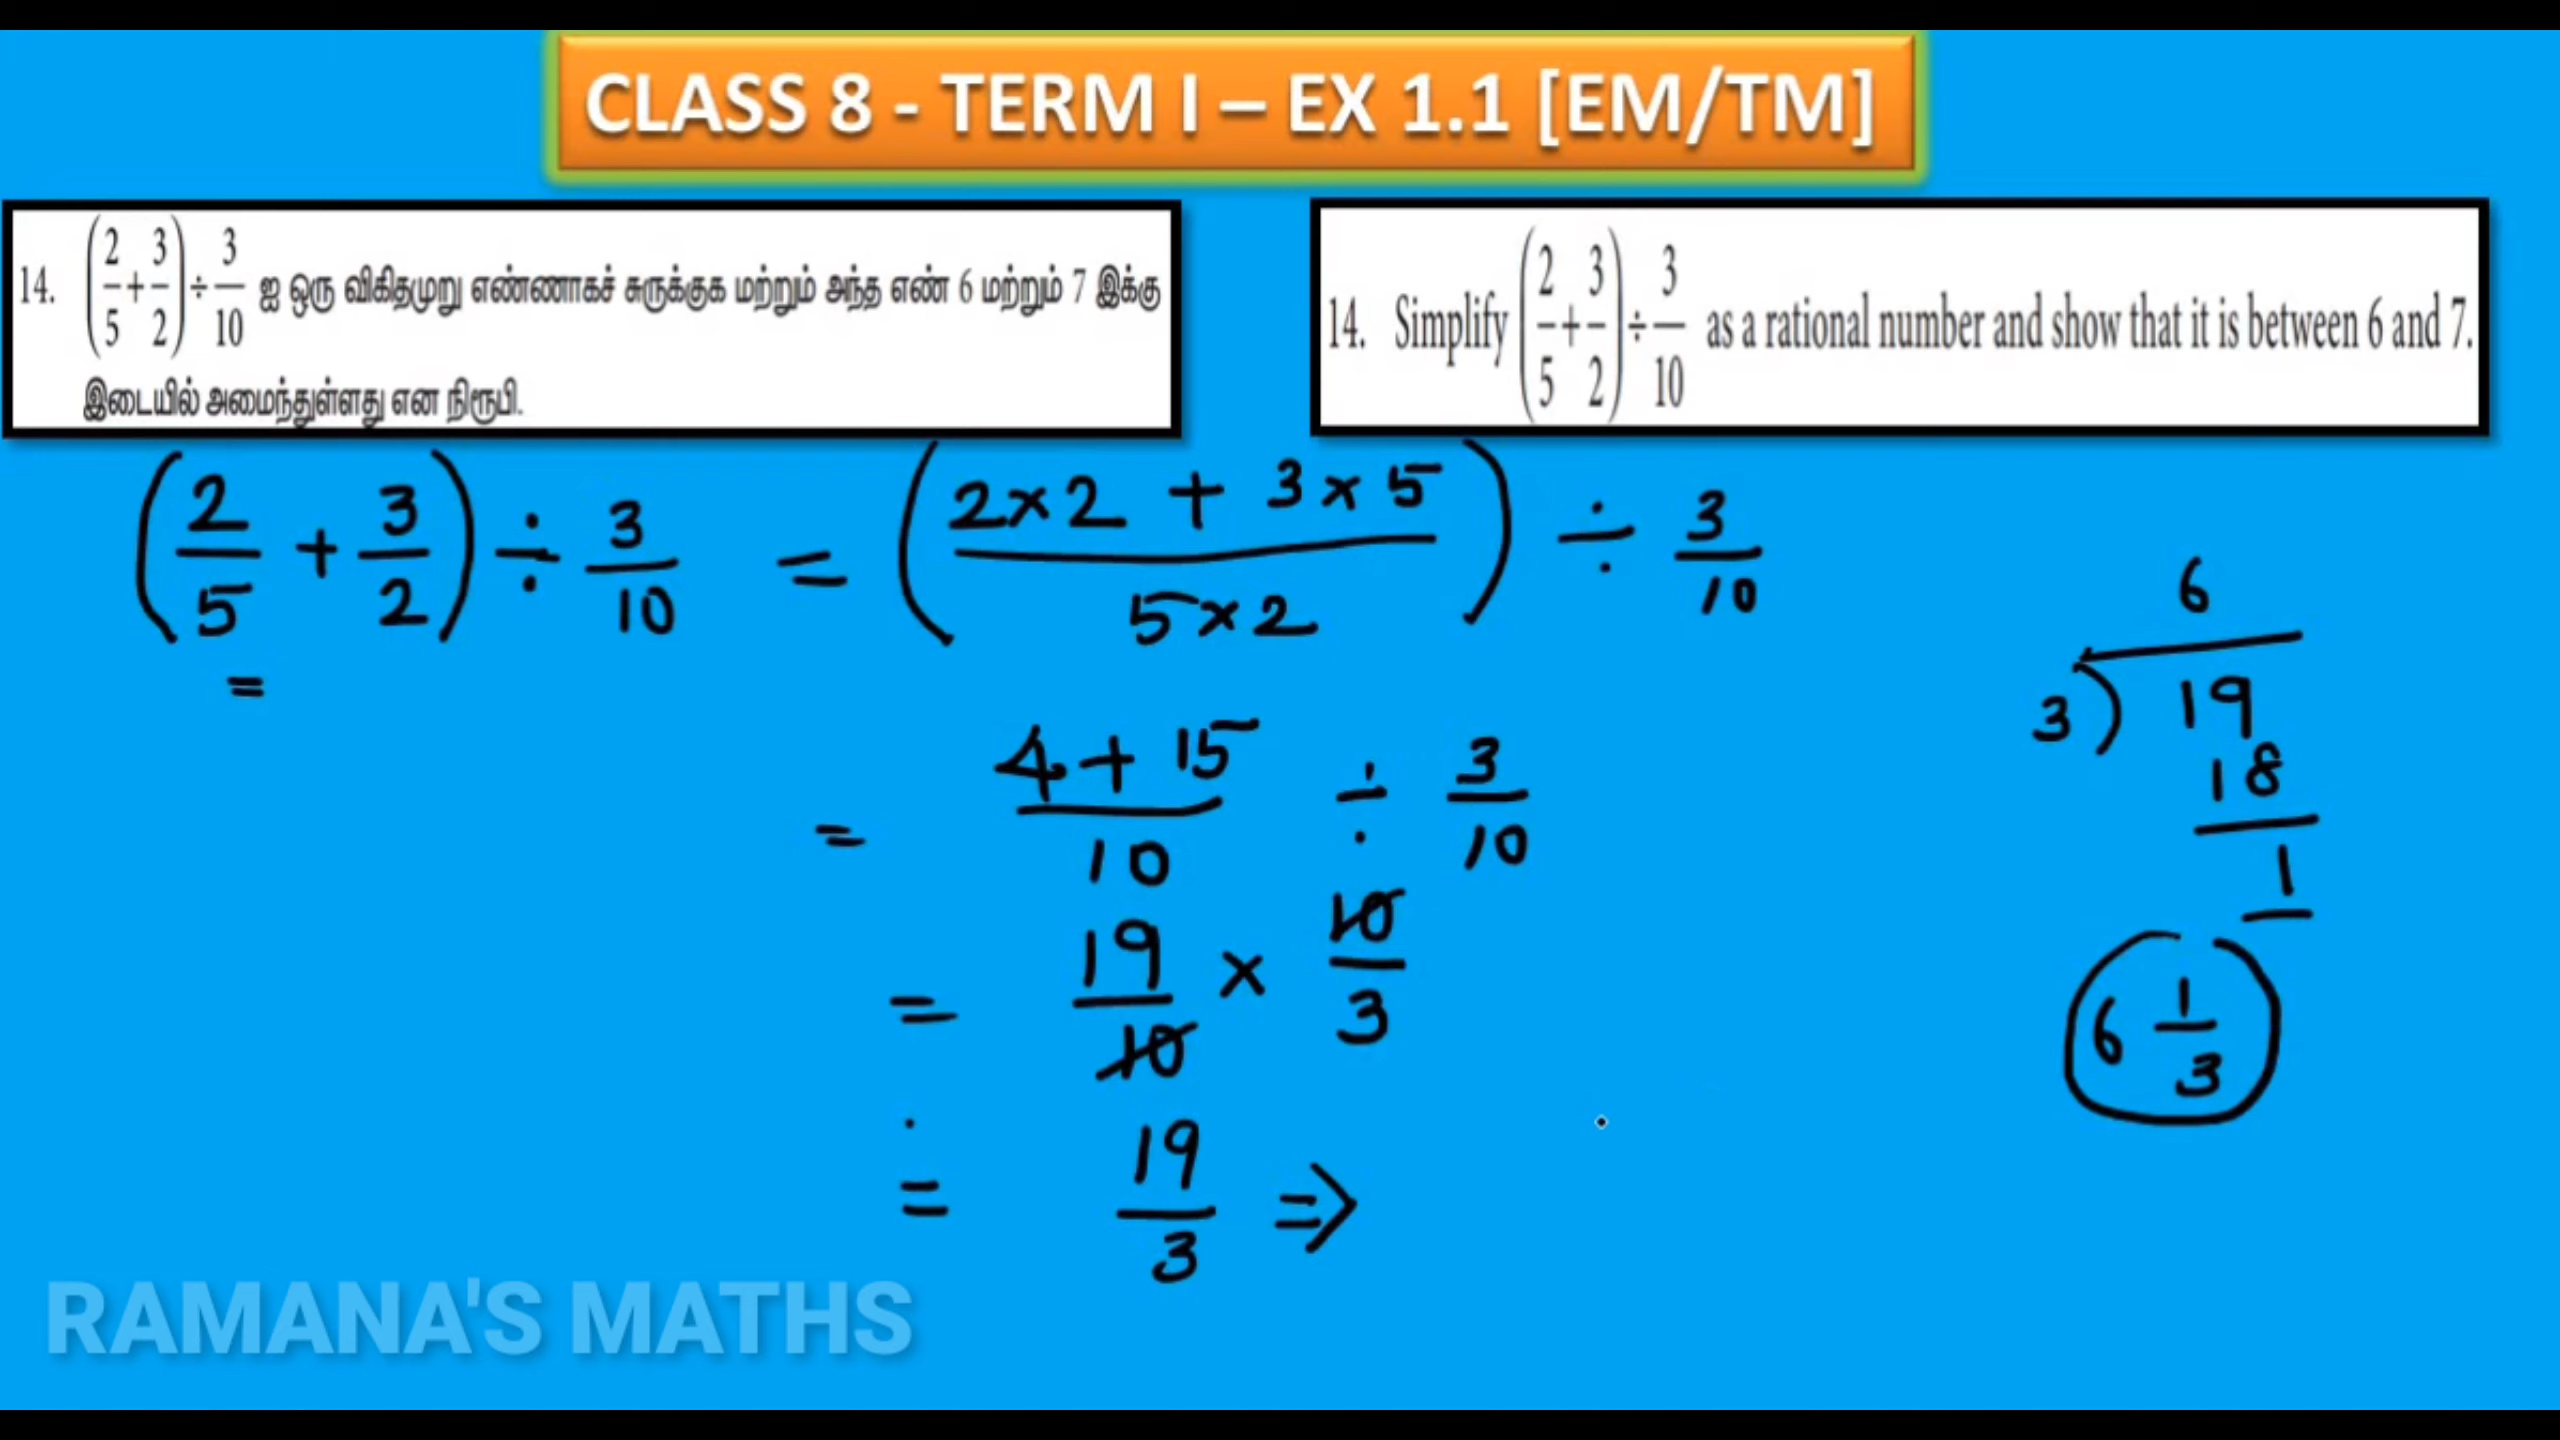 CLASS 8 - TERM I – EX 1.1 [EM/TM]
14. (2/5 + 3/2) ÷ 3/10 ஐ ஒரு விகிதமுறு எண்ணாகச் சுருக்குக மற்றும் அந்த எண் 6 மற்றும் 7 இக்கு
இடையில் அமைந்துள்ளது என நிரூபி.
14. Simplify (2/5 + 3/2) ÷ 3/10 as a rational number and show that it is between 6 and 7.
(2/5 + 3/2) ÷ 3/10 = ((2×2 + 3×5)/(5×2)) ÷ 3/10
=
= (4+15)/10 ÷ 3/10
= 19/10 × 10/3
= 19/3 ⇒
6
3) 19
18
1
6 1/3
RAMANA'S MATHS